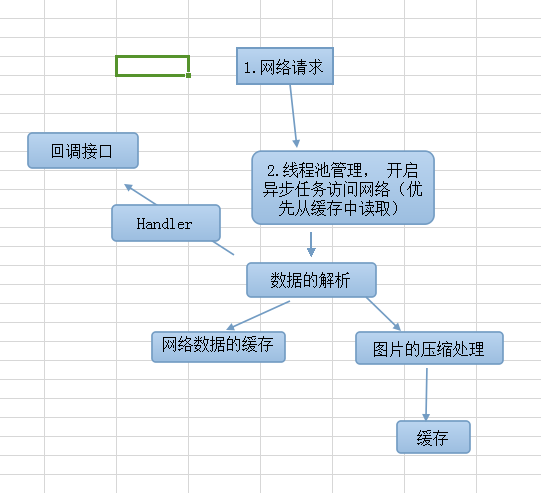 1.网络请求
回调接口
2.线程池管理， 开启
异步任务访问网络（优
先从缓存中读取）
Handler
数据的解析
网络数据的缓存
图片的压缩处理
缓存